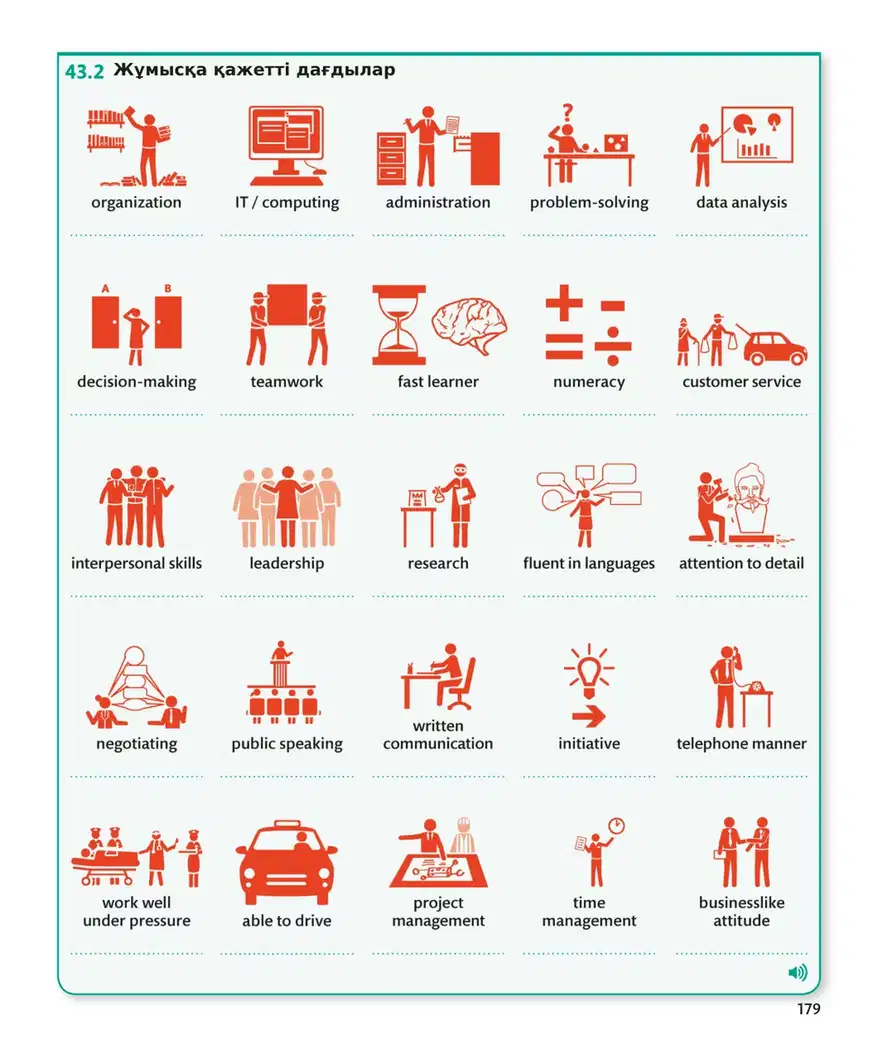 43.2 Жұмысқа қажетті дағдылар
organization
IT / computing
administration
?
problem-solving
data analysis
A B
decision-making
teamwork
fast learner
numeracy
customer service
interpersonal skills
leadership
research
fluent in languages
attention to detail
negotiating
public speaking
written
communication
initiative
telephone manner
work well
under pressure
able to drive
project
management
time
management
businesslike
attitude
179